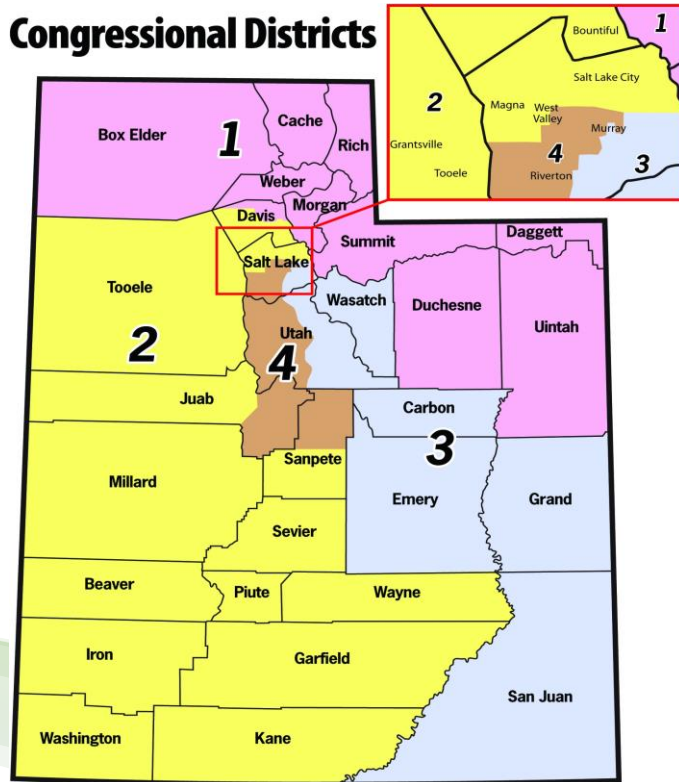 Congressional Districts
1
Bountiful
Salt Lake City
2
Magna
West
Valley
Murray
Grantsville
4
3
Tooele
Riverton
Box Elder
1
Cache
Rich
Weber
Morgan
Davis
Summit
Daggett
Salt Lake
Tooele
Wasatch
Duchesne
Uintah
2
Utah
4
Juab
Carbon
3
Sanpete
Millard
Emery
Grand
Sevier
Beaver
Piute
Wayne
Iron
Garfield
San Juan
Washington
Kane